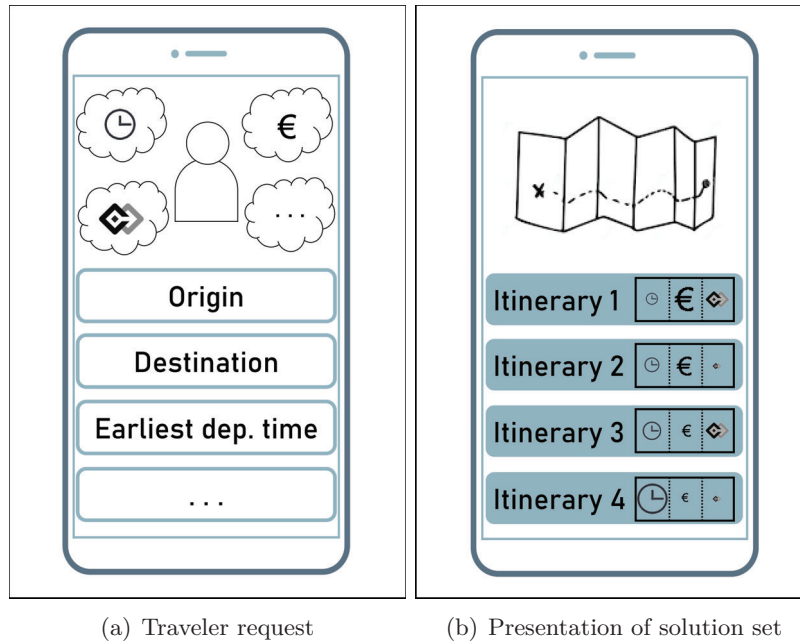 €
. . .
Origin
Destination
Earliest dep. time
. . .
(a) Traveler request
Itinerary 1 €
Itinerary 2 €
Itinerary 3 €
Itinerary 4 €
(b) Presentation of solution set